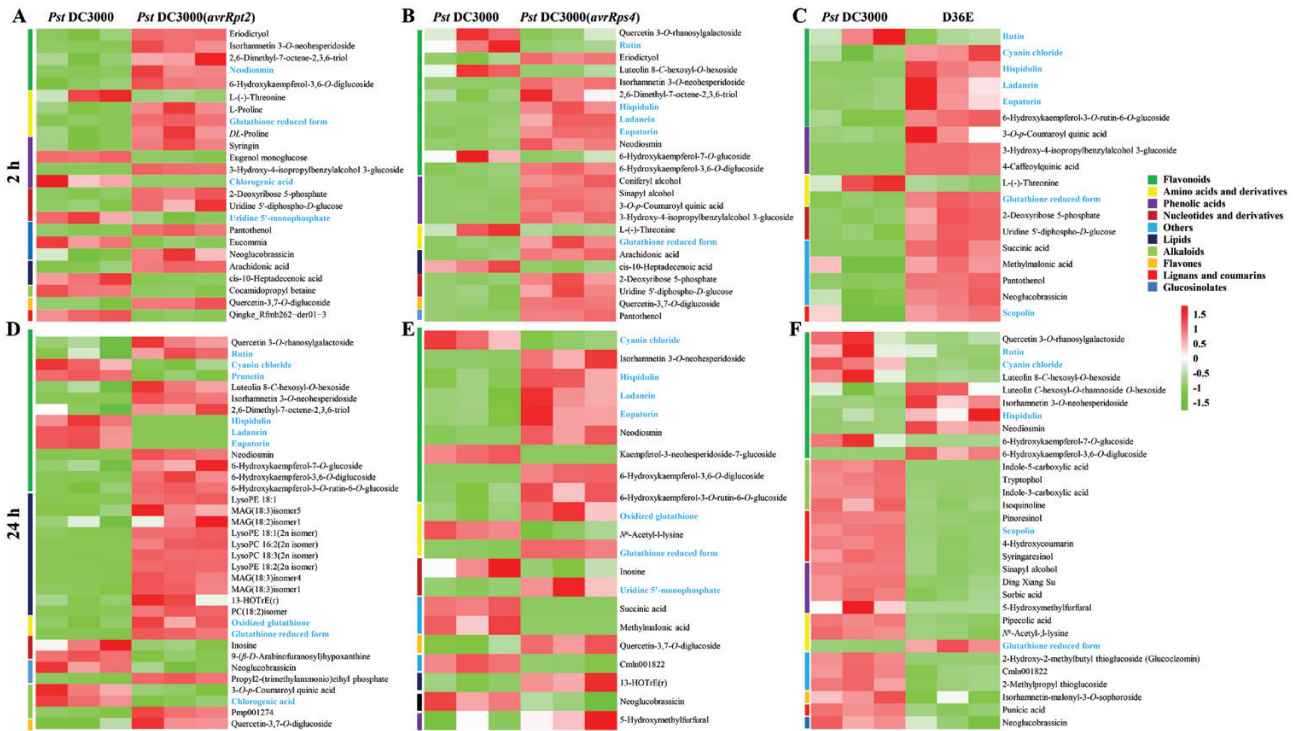 A
Pst DC3000 Pst DC3000(avrRpt2)
2 h
Eriodictyol
Isorhamnetin 3-O-neohesperidoside
2,6-Dimethyl-7-octene-2,3,6-triol
Neodiosmin
6-Hydroxykaempferol-3,6-O-diglucoside
L-(-)-Threonine
L-Proline
Glutathione reduced form
DL-Proline
Syringin
Eugenol monoglucose
3-Hydroxy-4-isopropylbenzylalcohol 3-glucoside
Chlorogenic acid
2-Deoxyribose 5-phosphate
Uridine 5'-diphospho-D-glucose
Uridine 5'-monophosphate
Pantothenol
Eucommia
Neoglucobrassicin
Arachidonic acid
cis-10-Heptadecenoic acid
Cocamidopropyl betaine
Quercetin-3,7-O-diglucoside
Qingke_Rfmb262-der01-3
B
Pst DC3000 Pst DC3000(avrRps4)
Quercetin 3-O-rhanosylgalactoside
Rutin
Eriodictyol
Luteolin 8-C-hexosyl-O-hexoside
Isorhamnetin 3-O-neohesperidoside
2,6-Dimethyl-7-octene-2,3,6-triol
Hispidulin
Ladanein
Eupatorin
Neodiosmin
6-Hydroxykaempferol-7-O-glucoside
6-Hydroxykaempferol-3,6-O-diglucoside
Coniferyl alcohol
Sinapyl alcohol
3-O-p-Coumaroyl quinic acid
3-Hydroxy-4-isopropylbenzylalcohol 3-glucoside
L-(-)-Threonine
Glutathione reduced form
Arachidonic acid
cis-10-Heptadecenoic acid
2-Deoxyribose 5-phosphate
Uridine 5'-diphospho-D-glucose
Quercetin-3,7-O-diglucoside
Pantothenol
C
Pst DC3000 D36E
Rutin
Cyanin chloride
Hispidulin
Ladanein
Eupatorin
6-Hydroxykaempferol-3-O-rutin-6-O-glucoside
3-O-p-Coumaroyl quinic acid
3-Hydroxy-4-isopropylbenzylalcohol 3-glucoside
4-Caffeoylquinic acid
L-(-)-Threonine
Glutathione reduced form
2-Deoxyribose 5-phosphate
Uridine 5'-diphospho-D-glucose
Succinic acid
Methylmalonic acid
Pantothenol
Neoglucobrassicin
Scopolin
Flavonoids
Amino acids and derivatives
Phenolic acids
Nucleotides and derivatives
Others
Lipids
Alkaloids
Flavones
Lignans and coumarins
Glucosinolates
1.5
1
0.5
0
-0.5
-1
-1.5
D
24 h
Quercetin 3-O-rhanosylgalactoside
Rutin
Cyanin chloride
Prunetin
Luteolin 8-C-hexosyl-O-hexoside
Isorhamnetin 3-O-neohesperidoside
2,6-Dimethyl-7-octene-2,3,6-triol
Hispidulin
Ladanein
Eupatorin
Neodiosmin
6-Hydroxykaempferol-7-O-glucoside
6-Hydroxykaempferol-3,6-O-diglucoside
6-Hydroxykaempferol-3-O-rutin-6-O-glucoside
LysoPE 18:1
MAG(18:3)isomer5
MAG(18:2)isomer1
LysoPE 18:1(2n isomer)
LysoPC 16:2(2n isomer)
LysoPC 18:3(2n isomer)
LysoPE 18:2(2n isomer)
MAG(18:3)isomer4
MAG(18:3)isomer1
13-HOTrE(r)
PC(18:2)isomer
Oxidized glutathione
Glutathione reduced form
Inosine
9-(β-D-Arabinofuranosyl)hypoxanthine
Neoglucobrassicin
Propyl2-(trimethylammonio)ethyl phosphate
3-O-p-Coumaroyl quinic acid
Chlorogenic acid
Pmp001274
Quercetin-3,7-O-diglucoside
E
Cyanin chloride
Isorhamnetin 3-O-neohesperidoside
Hispidulin
Ladanein
Eupatorin
Neodiosmin
Kaempferol-3-neohesperidoside-7-glucoside
6-Hydroxykaempferol-3,6-O-diglucoside
6-Hydroxykaempferol-3-O-rutin-6-O-glucoside
Oxidized glutathione
N⁶-Acetyl-l-lysine
Glutathione reduced form
Inosine
Uridine 5'-monophosphate
Succinic acid
Methylmalonic acid
Quercetin-3,7-O-diglucoside
Cmln001822
13-HOTrE(r)
Neoglucobrassicin
5-Hydroxymethylfurfural
F
Quercetin 3-O-rhanosylgalactoside
Rutin
Cyanin chloride
Luteolin 8-C-hexosyl-O-hexoside
Luteolin C-hexosyl-O-rhamnoside O-hexoside
Isorhamnetin 3-O-neohesperidoside
Hispidulin
Neodiosmin
6-Hydroxykaempferol-7-O-glucoside
6-Hydroxykaempferol-3,6-O-diglucoside
Indole-5-carboxylic acid
Tryptophol
Indole-3-carboxylic acid
Isoquinoline
Pinoresinol
Scopolin
4-Hydroxycoumarin
Syringaresinol
Sinapyl alcohol
Ding Xiang Su
Sorbic acid
5-Hydroxymethylfurfural
Pipecolic acid
Glutathione reduced form
2-Hydroxy-2-methylbutyl thioglucoside (Glucocleomin)
Cmln001822
2-Methylpropyl thioglucoside
Isorhamnetin-malonyl-3-O-sophoroside
Punicic acid
Neoglucobrassicin